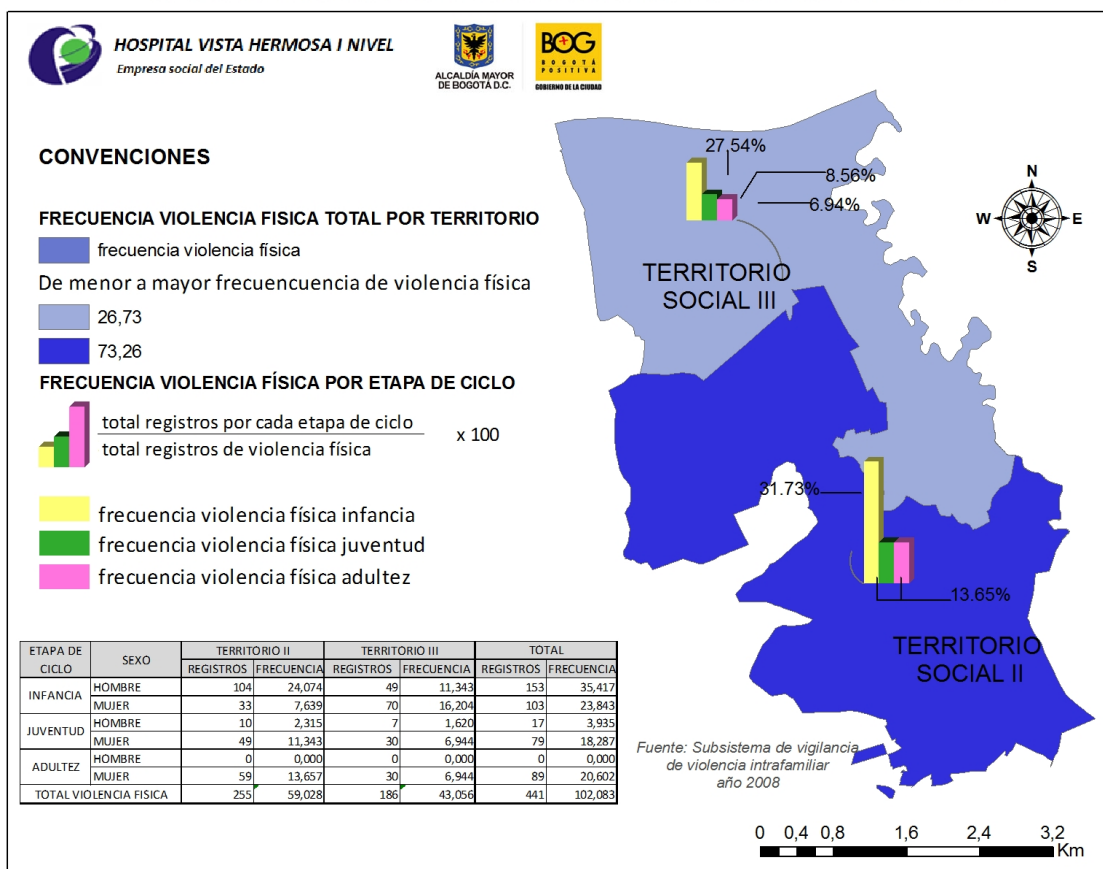 HOSPITAL VISTA HERMOSA I NIVEL
Empresa social del Estado
ALCALDÍA MAYOR
DE BOGOTÁ D.C.
BOG
BOGOTÁ
POSITIVA
GOBIERNO DE LA CIUDAD
CONVENCIONES
FRECUENCIA VIOLENCIA FISICA TOTAL POR TERRITORIO
frecuencia violencia física
De menor a mayor frecuencuencia de violencia física
26,73
73,26
FRECUENCIA VIOLENCIA FÍSICA POR ETAPA DE CICLO
total registros por cada etapa de ciclo
total registros de violencia física
x 100
frecuencia violencia física infancia
frecuencia violencia física juventud
frecuencia violencia física adultez
27,54%
8.56%
6.94%
TERRITORIO
SOCIAL III
N
W E
S
31.73%
13.65%
TERRITORIO
SOCIAL II
ETAPA DE CICLO SEXO TERRITORIO II TERRITORIO III TOTAL
REGISTROS FRECUENCIA REGISTROS FRECUENCIA REGISTROS FRECUENCIA
INFANCIA HOMBRE 104 24,074 49 11,343 153 35,417
MUJER 33 7,639 70 16,204 103 23,843
JUVENTUD HOMBRE 10 2,315 7 1,620 17 3,935
MUJER 49 11,343 30 6,944 79 18,287
ADULTEZ HOMBRE 0 0,000 0 0,000 0 0,000
MUJER 59 13,657 30 6,944 89 20,602
TOTAL VIOLENCIA FISICA 255 59,028 186 43,056 441 102,083
Fuente: Subsistema de vigilancia
de violencia intrafamiliar
año 2008
0 0,4 0,8 1,6 2,4 3,2
Km